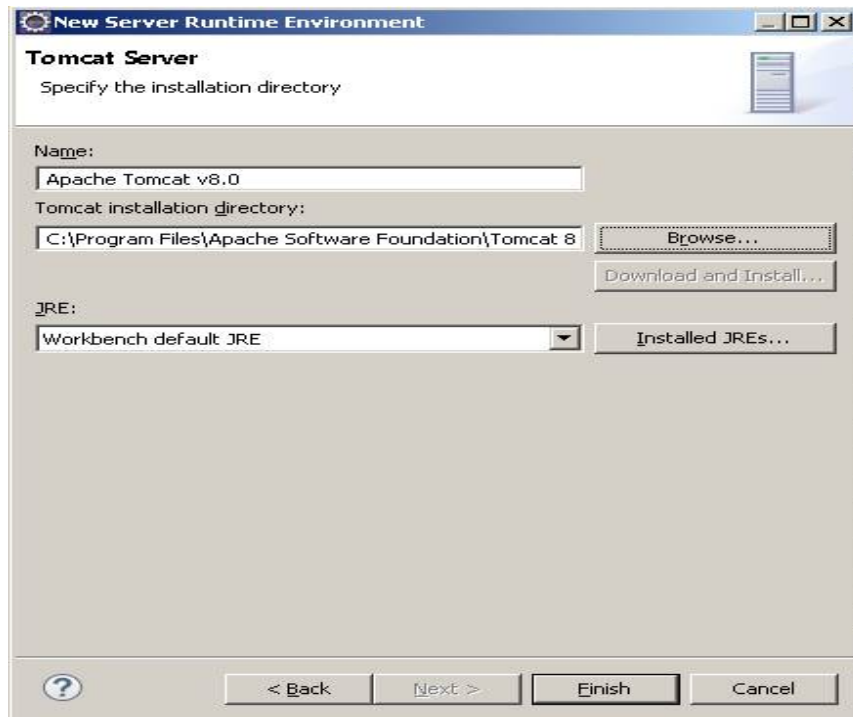 New Server Runtime Environment
Tomcat Server
Specify the installation directory
Name:
Apache Tomcat v8.0
Tomcat installation directory:
C:\Program Files\Apache Software Foundation\Tomcat 8 Browse...
Download and Install...
JRE:
Workbench default JRE Installed JREs...
? < Back Next > Finish Cancel